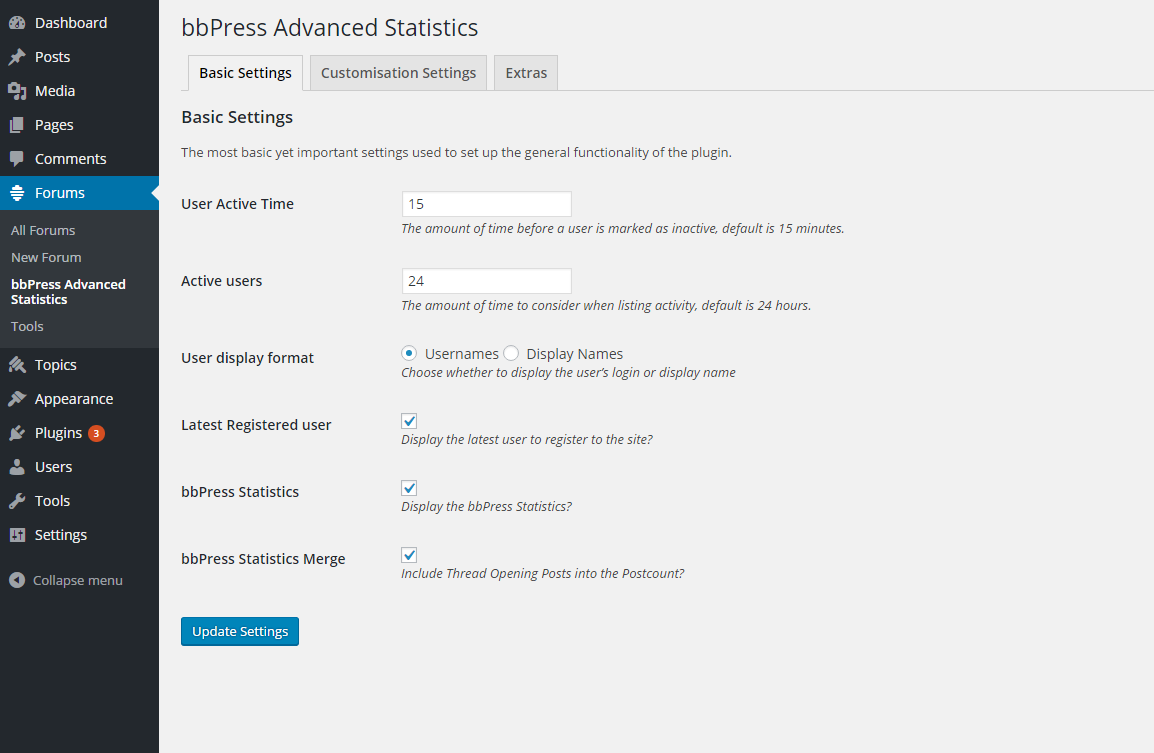 Dashboard
Posts
Media
Pages
Comments
Forums
All Forums
New Forum
bbPress Advanced
Statistics
Tools
Topics
Appearance
Plugins 3
Users
Tools
Settings
Collapse menu
bbPress Advanced Statistics
Basic Settings Customisation Settings Extras
Basic Settings
The most basic yet important settings used to set up the general functionality of the plugin.
User Active Time 15
The amount of time before a user is marked as inactive, default is 15 minutes.
Active users 24
The amount of time to consider when listing activity, default is 24 hours.
User display format Usernames Display Names
Choose whether to display the user's login or display name
Latest Registered user
Display the latest user to register to the site?
bbPress Statistics
Display the bbPress Statistics?
bbPress Statistics Merge
Include Thread Opening Posts into the Postcount?
Update Settings